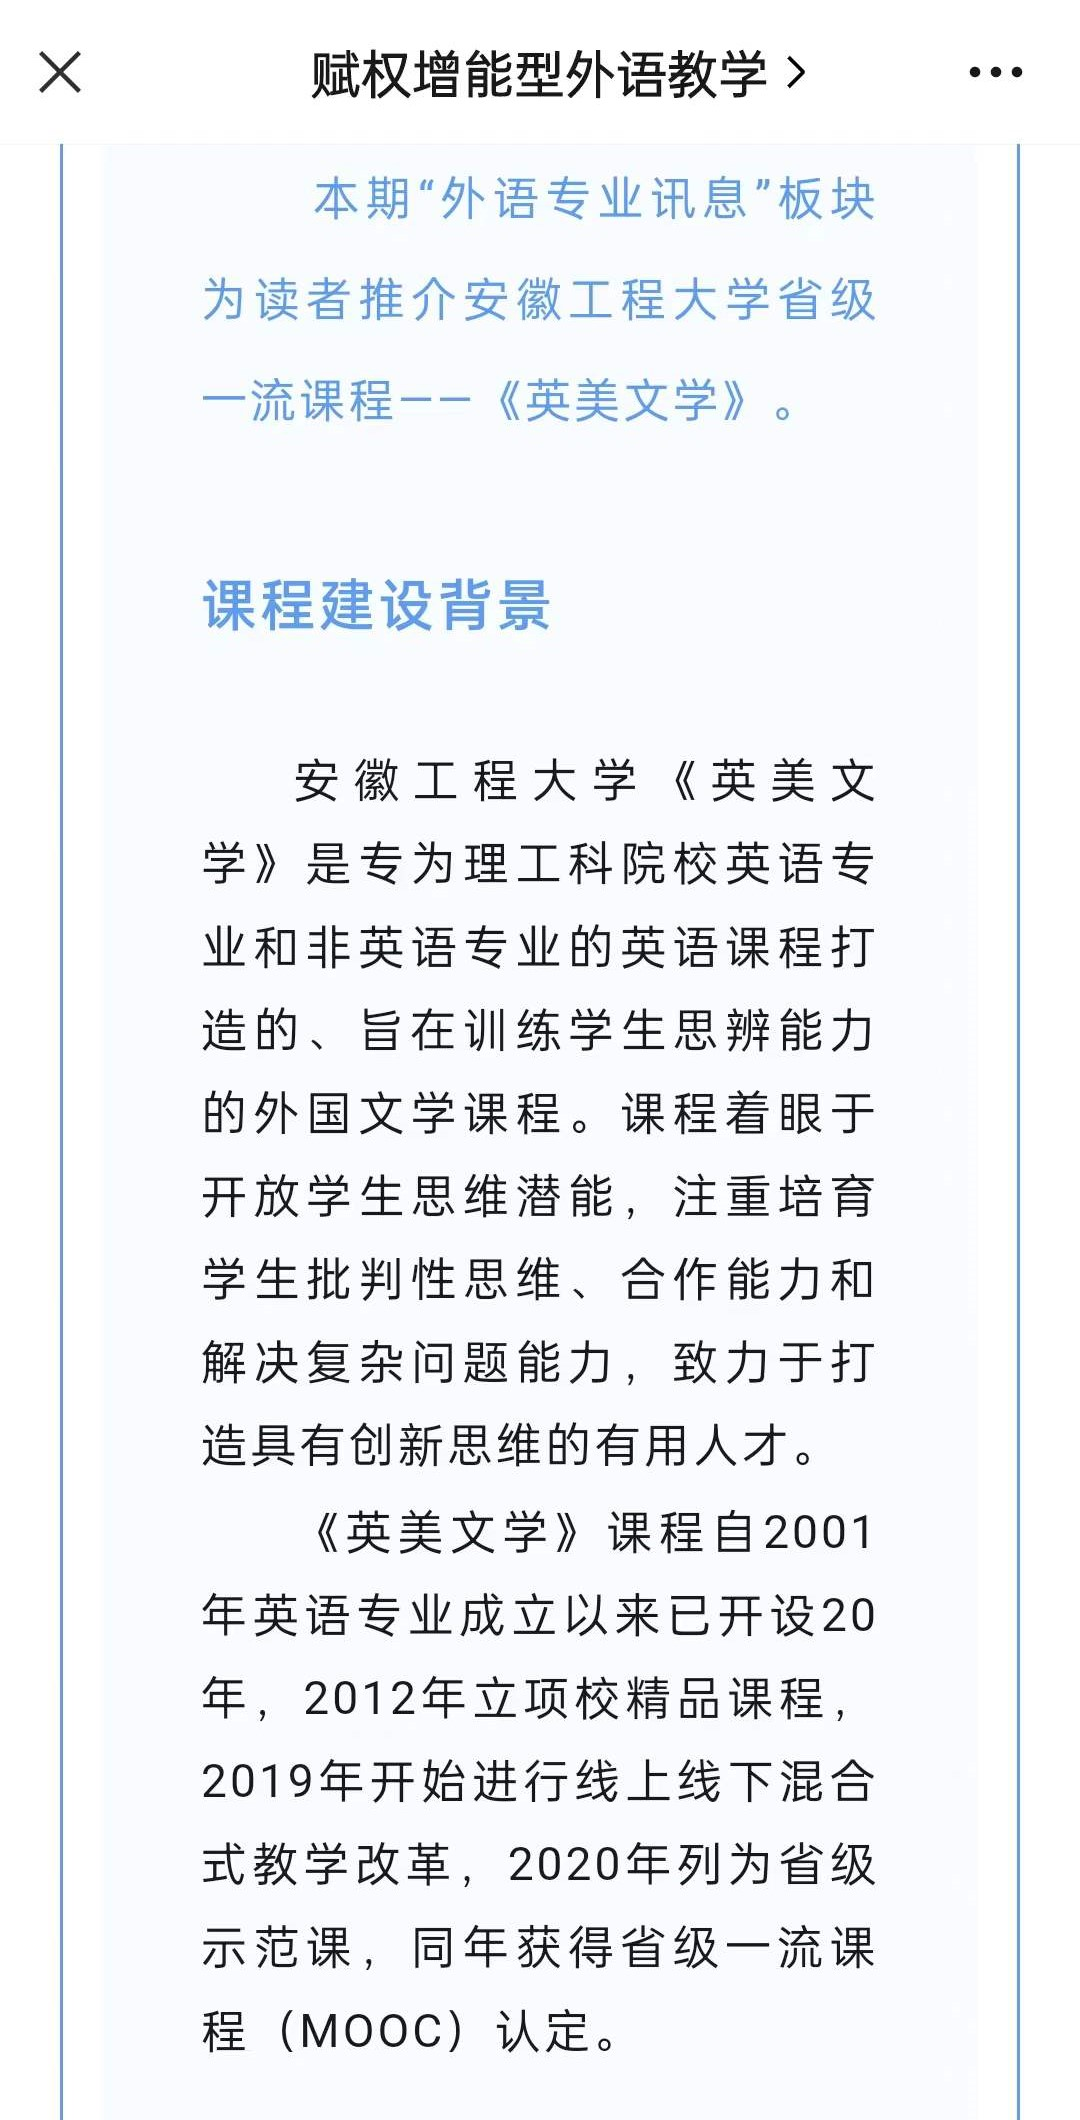 赋权增能型外语教学
本期“外语专业讯息”板块
为读者推介安徽工程大学省级
一流课程——《英美文学》。
课程建设背景
安徽工程大学《英美文
学》是专为理工科院校英语专
业和非英语专业的英语课程打
造的、旨在训练学生思辨能力
的外国文学课程。课程着眼于
开放学生思维潜能，注重培育
学生批判性思维、合作能力和
解决复杂问题能力，致力于打
造具有创新思维的有用人才。
《英美文学》课程自2001
年英语专业成立以来已开设20
年，2012年立项校精品课程，
2019年开始进行线上线下混合
式教学改革，2020年列为省级
示范课，同年获得省级一流课
程（MOOC）认定。